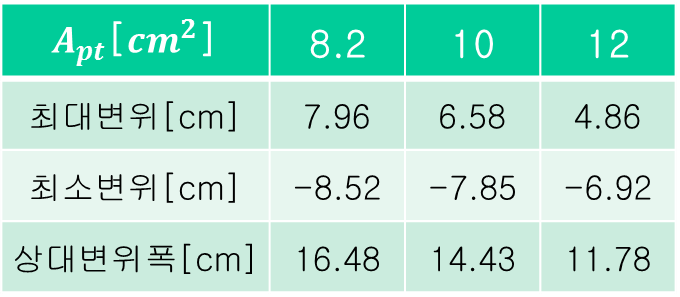 A_pt[cm²] 8.2 10 12
최대변위[cm] 7.96 6.58 4.86
최소변위[cm] -8.52 -7.85 -6.92
상대변위폭[cm] 16.48 14.43 11.78